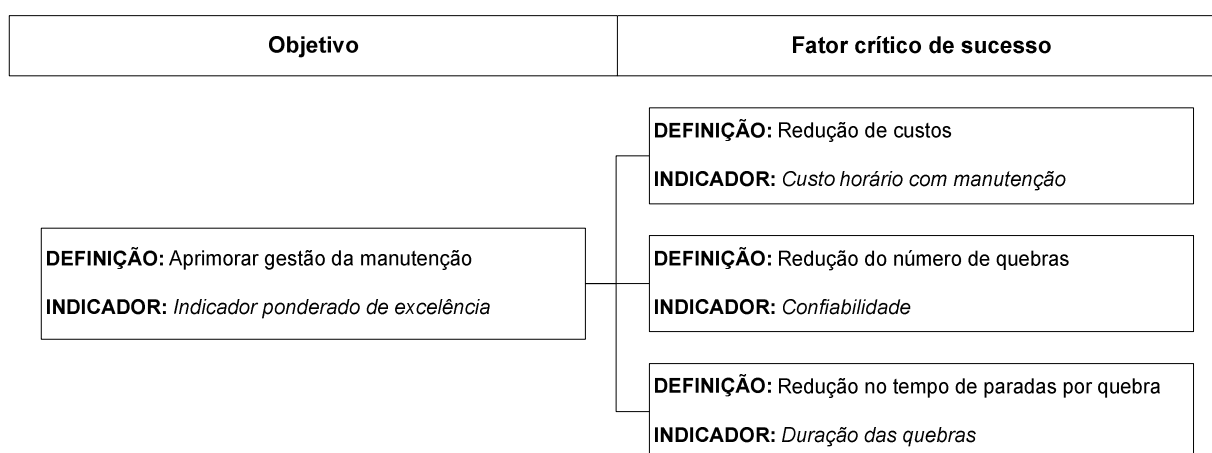 Objetivo
Fator crítico de sucesso
DEFINIÇÃO: Aprimorar gestão da manutenção
INDICADOR: Indicador ponderado de excelência
DEFINIÇÃO: Redução de custos
INDICADOR: Custo horário com manutenção
DEFINIÇÃO: Redução do número de quebras
INDICADOR: Confiabilidade
DEFINIÇÃO: Redução no tempo de paradas por quebra
INDICADOR: Duração das quebras